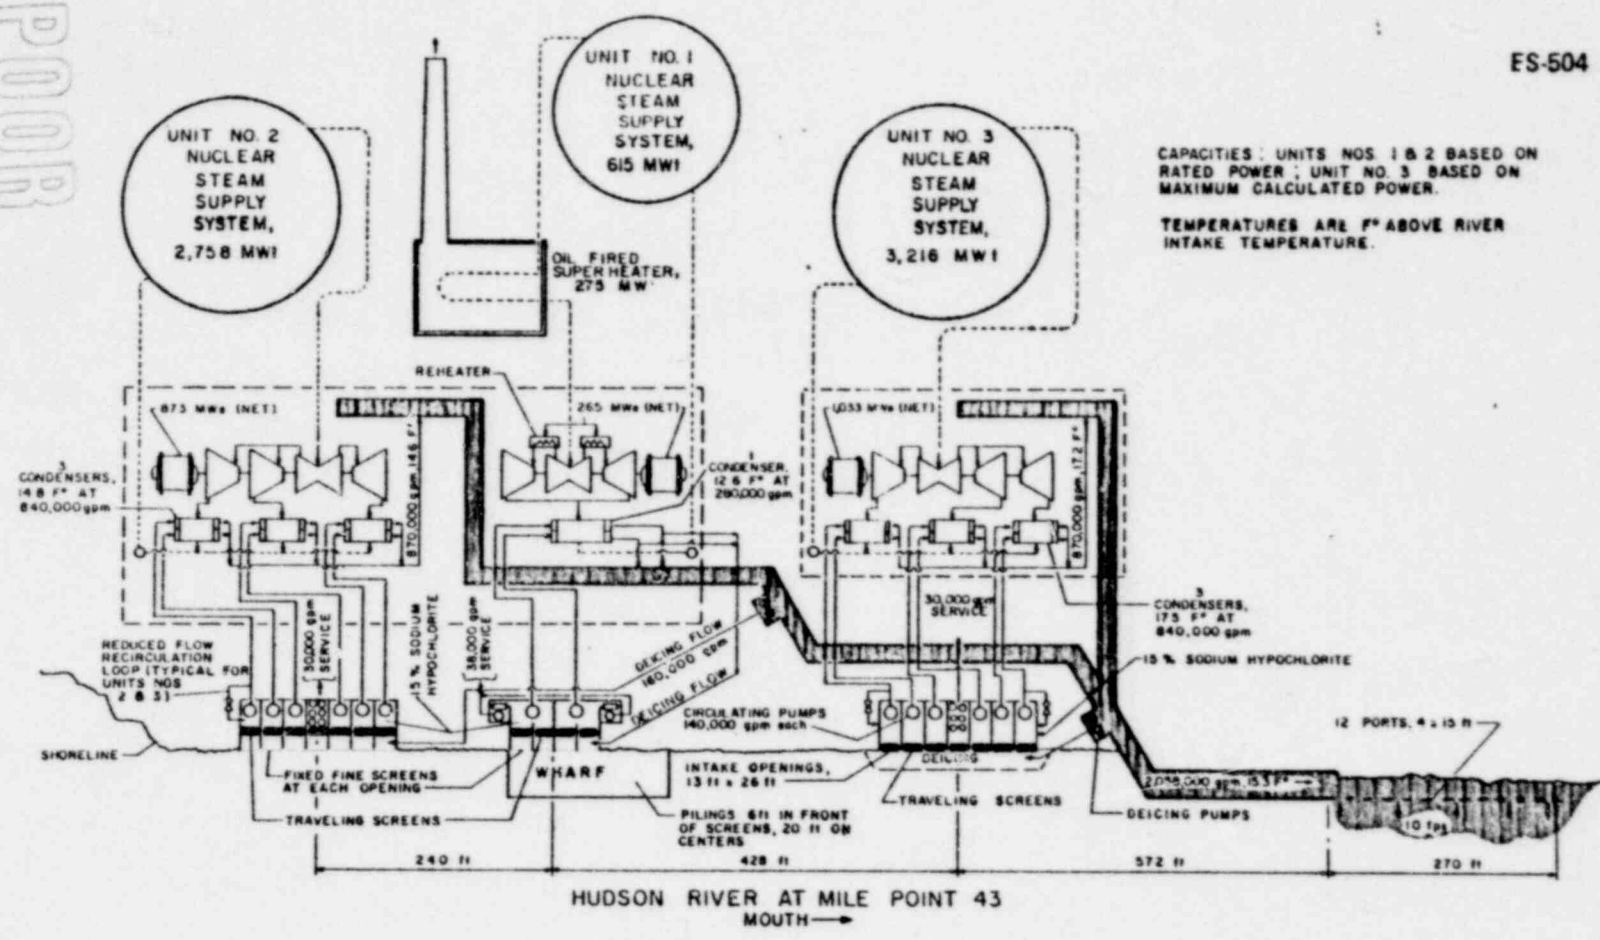 POOR
ES-504
UNIT NO. 1
NUCLEAR
STEAM
SUPPLY
SYSTEM,
615 MWt
UNIT NO. 2
NUCLEAR
STEAM
SUPPLY
SYSTEM,
2,758 MWt
UNIT NO. 3
NUCLEAR
STEAM
SUPPLY
SYSTEM,
3,216 MWt
CAPACITIES: UNITS NOS. 1 & 2 BASED ON
RATED POWER; UNIT NO. 3 BASED ON
MAXIMUM CALCULATED POWER.
TEMPERATURES ARE F° ABOVE RIVER
INTAKE TEMPERATURE.
OIL FIRED
SUPERHEATER,
275 MW
REHEATER
873 MWe (NET)
265 MWe (NET)
1,033 MWe (NET)
3
CONDENSERS,
14.8 F° AT
840,000 gpm
870,000 gpm, 14.6 F°
1
CONDENSER,
12.6 F° AT
280,000 gpm
870,000 gpm, 17.2 F°
3
CONDENSERS,
17.5 F° AT
840,000 gpm
REDUCED FLOW
RECIRCULATION
LOOP (TYPICAL FOR
UNITS NOS
2 & 3)
30,000 gpm
SERVICE
15% SODIUM
HYPOCHLORITE
38,000 gpm
SERVICE
DEICING FLOW
160,000 gpm
DEICING FLOW
30,000 gpm
SERVICE
15% SODIUM HYPOCHLORITE
CIRCULATING PUMPS
140,000 gpm each
12 PORTS, 4 x 15 ft
SHORELINE
FIXED FINE SCREENS
AT EACH OPENING
WHARF
INTAKE OPENINGS,
13 ft x 26 ft
DEICING
2,058,000 gpm, 15.3 F°
TRAVELING SCREENS
TRAVELING SCREENS
PILINGS 6ft IN FRONT
OF SCREENS, 20 ft ON
CENTERS
DEICING PUMPS
10 fps
240 ft
428 ft
572 ft
270 ft
HUDSON RIVER AT MILE POINT 43
MOUTH